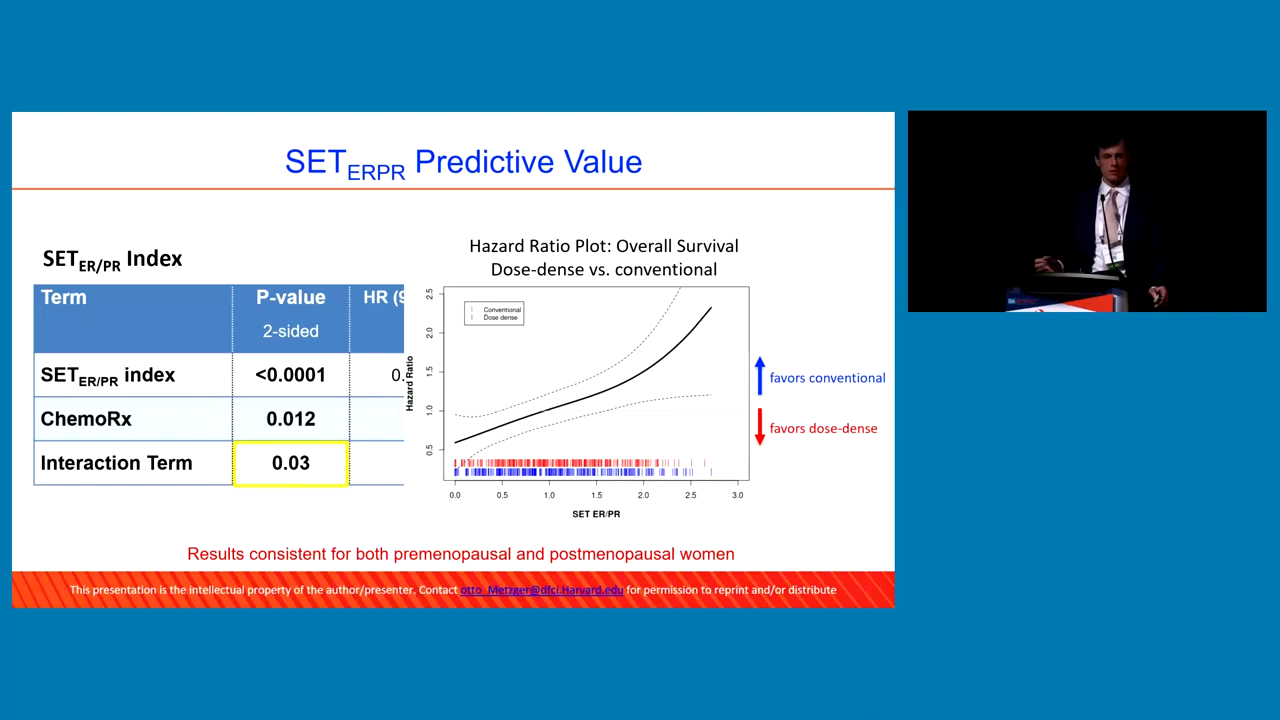 SETERPR Predictive Value
SETER/PR Index
Term P-value HR (9
2-sided
SETER/PR index <0.0001 0.
ChemoRx 0.012
Interaction Term 0.03
Hazard Ratio Plot: Overall Survival
Dose-dense vs. conventional
Conventional
Dose dense
Hazard Ratio
2.5
2.0
1.5
1.0
0.5
0.0 0.5 1.0 1.5 2.0 2.5 3.0
SET ER/PR
favors conventional
favors dose-dense
Results consistent for both premenopausal and postmenopausal women
This presentation is the intellectual property of the author/presenter. Contact otto_Metzger@dfci.Harvard.edu for permission to reprint and/or distribute